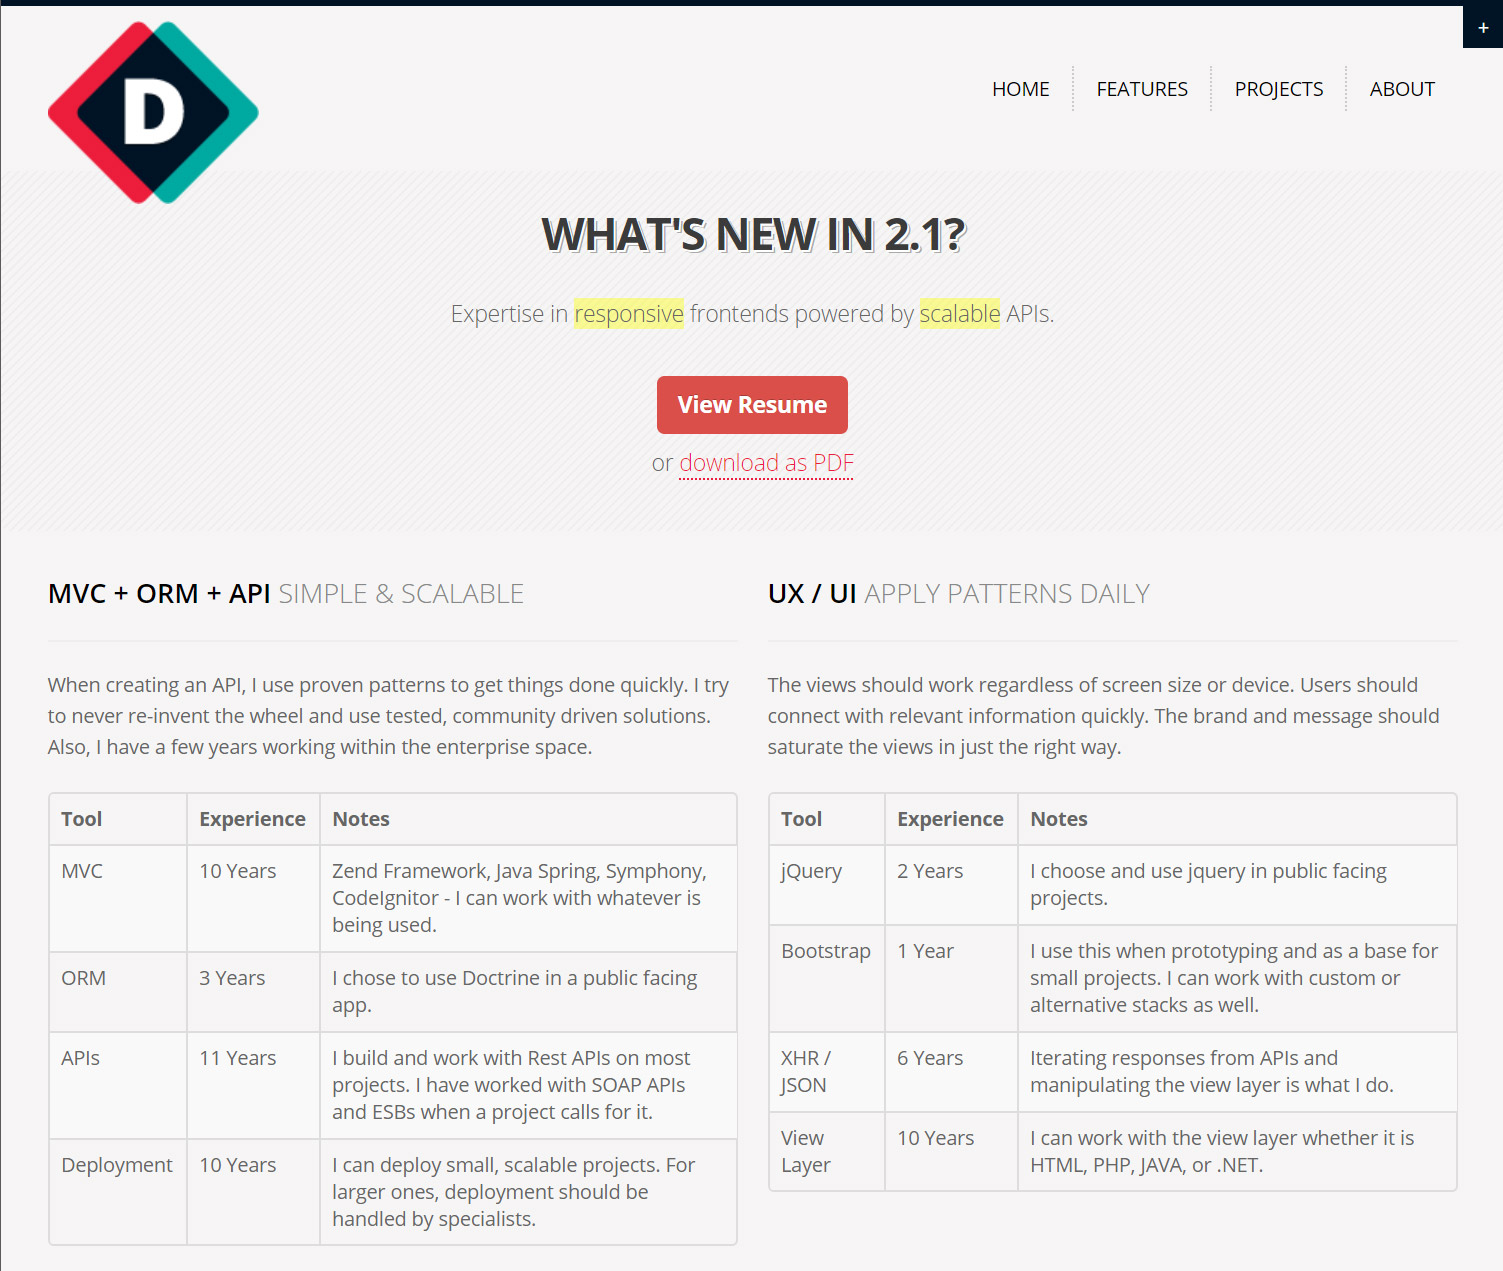 +
D
HOME
FEATURES
PROJECTS
ABOUT
WHAT'S NEW IN 2.1?
Expertise in responsive frontends powered by scalable APIs.
View Resume
or download as PDF
MVC + ORM + API SIMPLE & SCALABLE
When creating an API, I use proven patterns to get things done quickly. I try
to never re-invent the wheel and use tested, community driven solutions.
Also, I have a few years working within the enterprise space.
Tool Experience Notes
MVC 10 Years Zend Framework, Java Spring, Symphony,
CodeIgnitor - I can work with whatever is
being used.
ORM 3 Years I chose to use Doctrine in a public facing
app.
APIs 11 Years I build and work with Rest APIs on most
projects. I have worked with SOAP APIs
and ESBs when a project calls for it.
Deployment 10 Years I can deploy small, scalable projects. For
larger ones, deployment should be
handled by specialists.
UX / UI APPLY PATTERNS DAILY
The views should work regardless of screen size or device. Users should
connect with relevant information quickly. The brand and message should
saturate the views in just the right way.
Tool Experience Notes
jQuery 2 Years I choose and use jquery in public facing
projects.
Bootstrap 1 Year I use this when prototyping and as a base for
small projects. I can work with custom or
alternative stacks as well.
XHR / 6 Years Iterating responses from APIs and
JSON manipulating the view layer is what I do.
View 10 Years I can work with the view layer whether it is
Layer HTML, PHP, JAVA, or .NET.